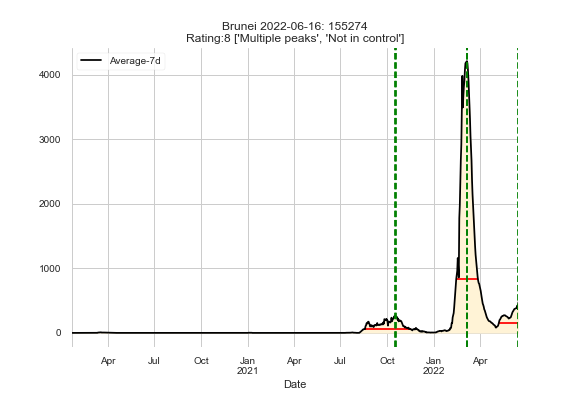 Brunei 2022-06-16: 155274
Rating:8 ['Multiple peaks', 'Not in control']
Average-7d
4000
3000
2000
1000
0
Apr Jul Oct Jan Apr Jul Oct Jan Apr
2021 2022
Date